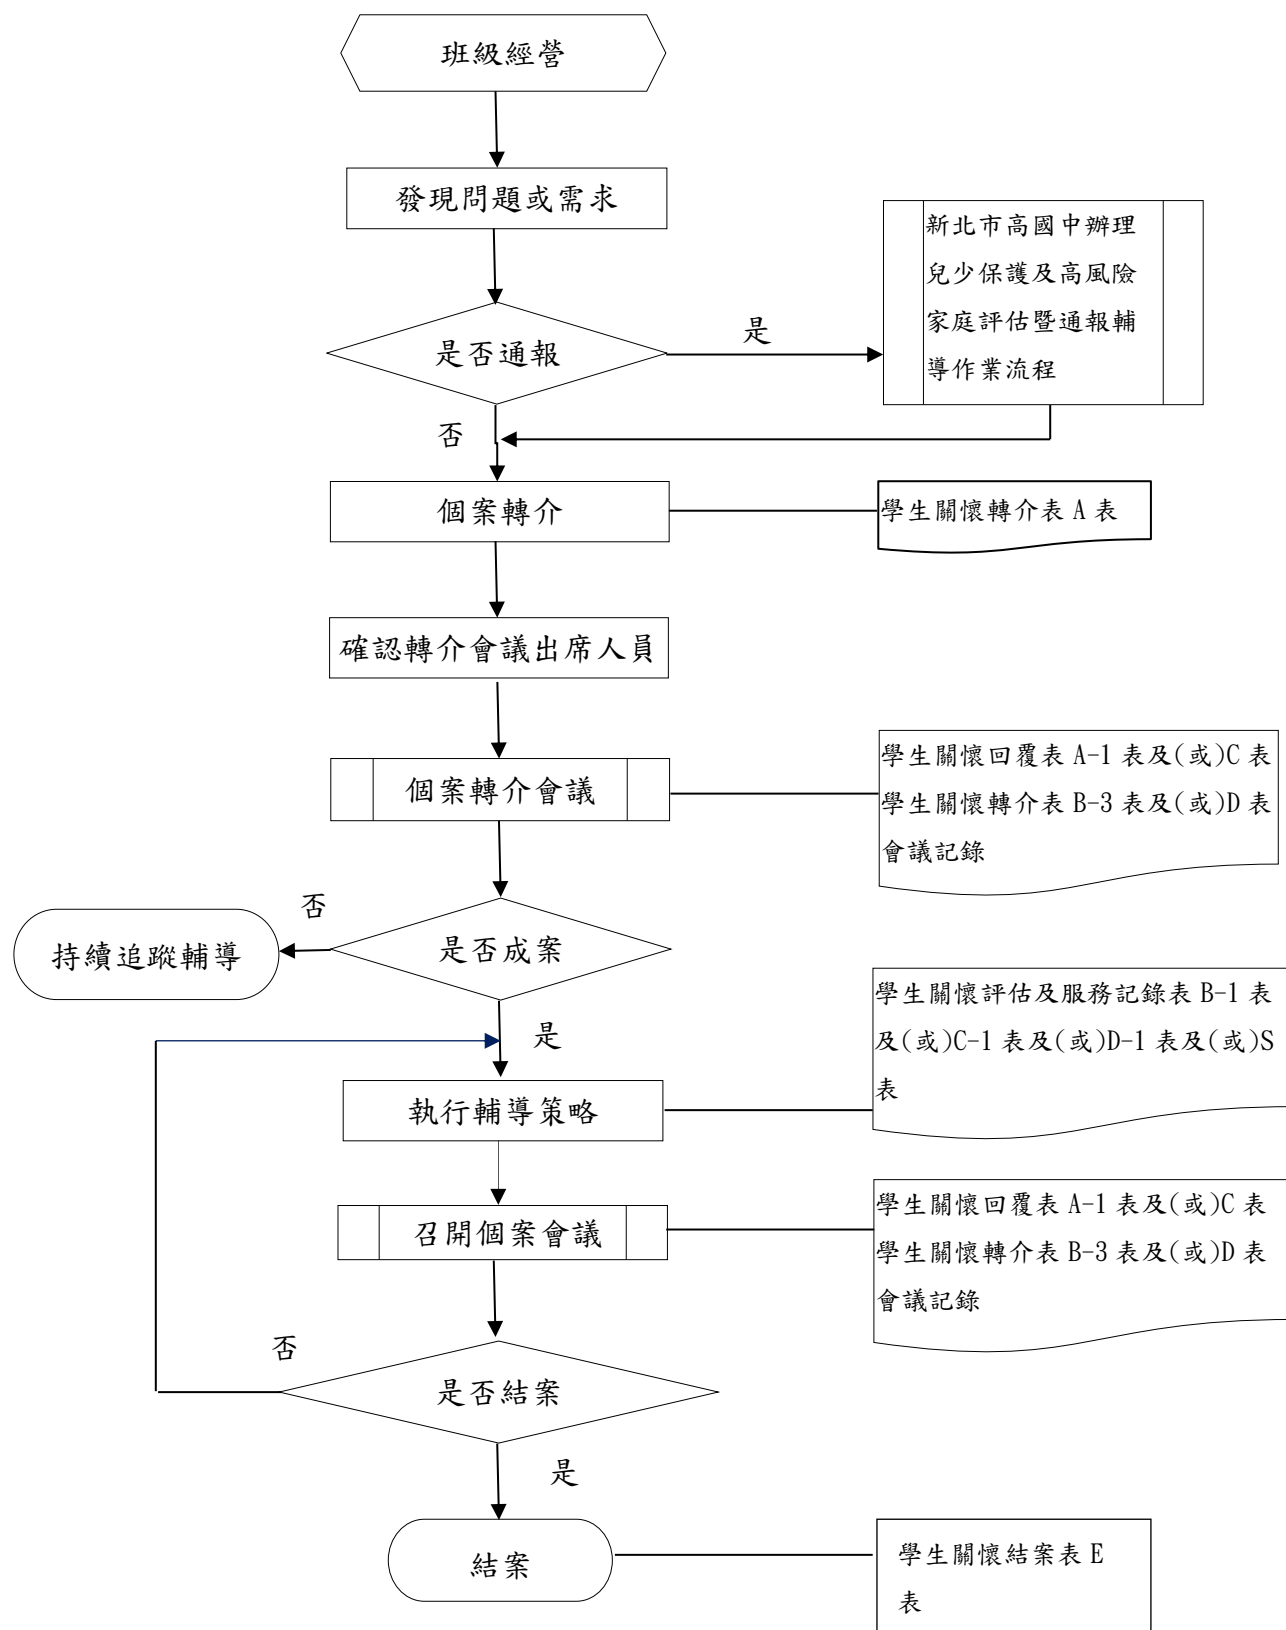 班級經營
發現問題或需求
新北市高國中辦理
兒少保護及高風險
家庭評估暨通報輔
導作業流程
是否通報
是
否
個案轉介
學生關懷轉介表 A 表
確認轉介會議出席人員
個案轉介會議
學生關懷回覆表 A-1 表及(或)C 表
學生關懷轉介表 B-3 表及(或)D 表
會議記錄
否
是否成案
持續追蹤輔導
是
學生關懷評估及服務記錄表 B-1 表
及(或)C-1 表及(或)D-1 表及(或)S
表
執行輔導策略
召開個案會議
學生關懷回覆表 A-1 表及(或)C 表
學生關懷轉介表 B-3 表及(或)D 表
會議記錄
否
是否結案
是
結案
學生關懷結案表 E
表